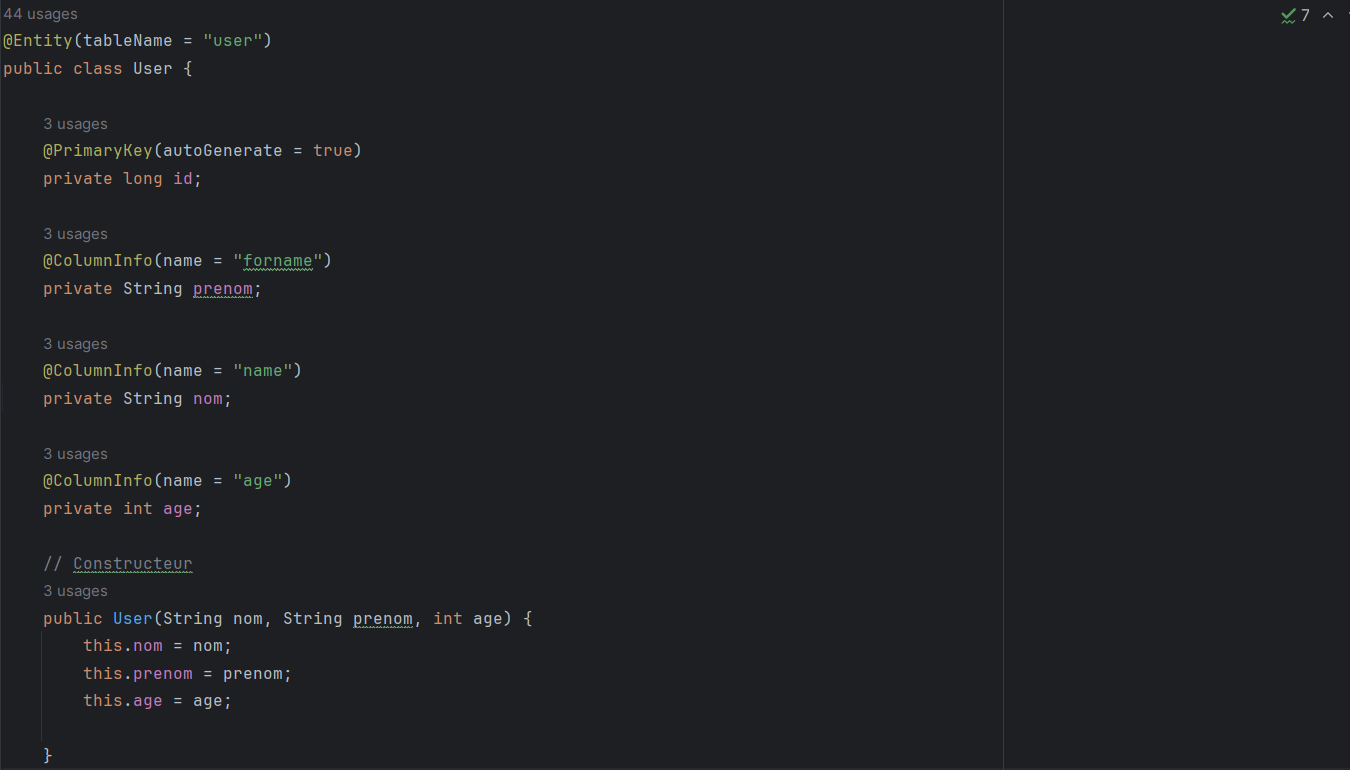 44 usages
7
@Entity(tableName = "user")
public class User {
3 usages
@PrimaryKey(autoGenerate = true)
private long id;
3 usages
@ColumnInfo(name = "forname")
private String prenom;
3 usages
@ColumnInfo(name = "name")
private String nom;
3 usages
@ColumnInfo(name = "age")
private int age;
// Constructeur
3 usages
public User(String nom, String prenom, int age) {
this.nom = nom;
this.prenom = prenom;
this.age = age;
}